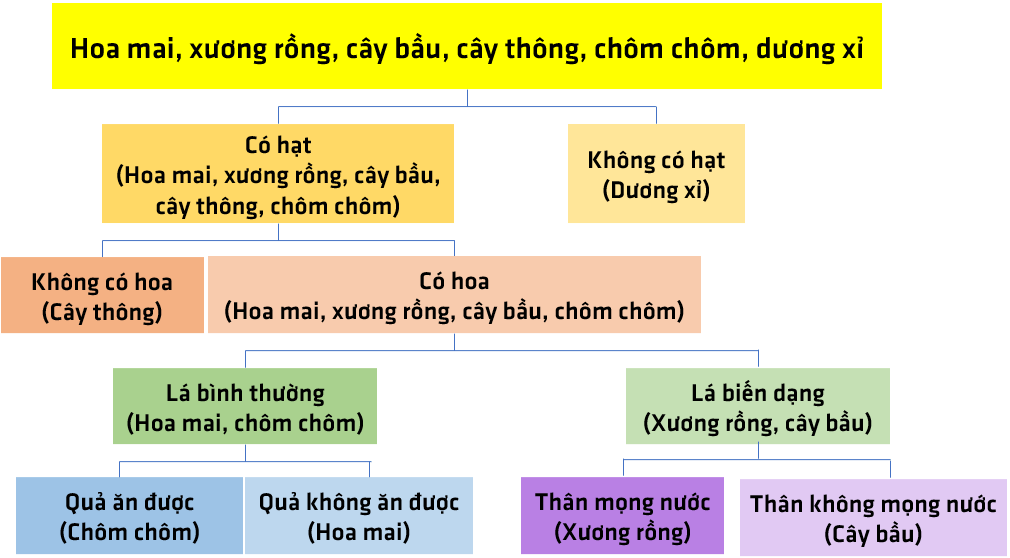 Hoa mai, xương rồng, cây bầu, cây thông, chôm chôm, dương xỉ
Có hạt
(Hoa mai, xương rồng, cây bầu,
cây thông, chôm chôm)
Không có hạt
(Dương xỉ)
Không có hoa
(Cây thông)
Có hoa
(Hoa mai, xương rồng, cây bầu, chôm chôm)
Lá bình thường
(Hoa mai, chôm chôm)
Lá biến dạng
(Xương rồng, cây bầu)
Quả ăn được
(Chôm chôm)
Quả không ăn được
(Hoa mai)
Thân mọng nước
(Xương rồng)
Thân không mọng nước
(Cây bầu)